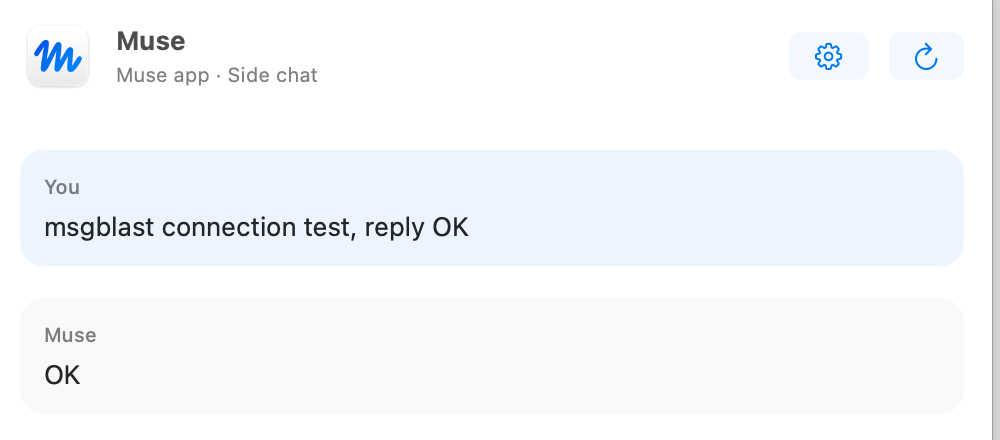 Muse
Muse app · Side chat
You
msgblast connection test, reply OK
Muse
OK